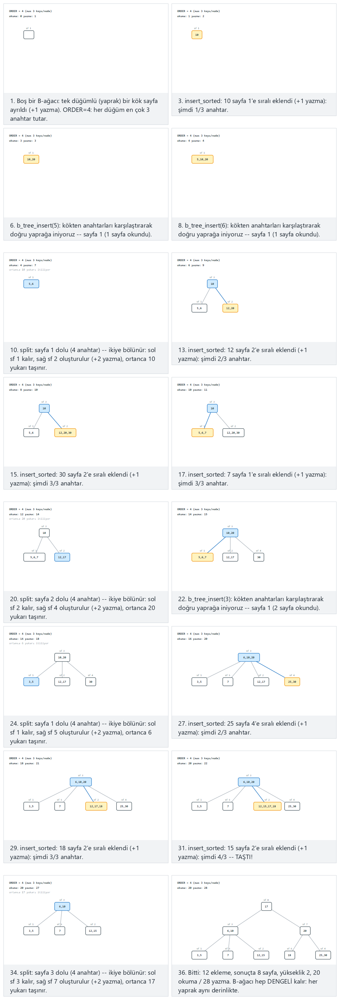 ORDER = 4 (max 3 keys/node)
okuma: 0 yazma: 1
sf 1
1. Boş bir B-ağacı: tek düğümlü (yaprak) bir kök sayfa
ayrıldı (+1 yazma). ORDER=4: her düğüm en çok 3
anahtar tutar.
ORDER = 4 (max 3 keys/node)
okuma: 1 yazma: 2
sf 1
10
3. insert_sorted: 10 sayfa 1'e sıralı eklendi (+1 yazma):
şimdi 1/3 anahtar.
ORDER = 4 (max 3 keys/node)
okuma: 3 yazma: 3
sf 1
10,20
6. b_tree_insert(5): kökten anahtarları karşılaştırarak
doğru yaprağa iniyoruz -- sayfa 1 (1 sayfa okundu).
ORDER = 4 (max 3 keys/node)
okuma: 4 yazma: 4
sf 1
5,10,20
8. b_tree_insert(6): kökten anahtarları karşılaştırarak
doğru yaprağa iniyoruz -- sayfa 1 (1 sayfa okundu).
ORDER = 4 (max 3 keys/node)
okuma: 4 yazma: 7
ortanca 10 yukarı itiliyor
sf 1
5,6
10. split: sayfa 1 dolu (4 anahtar) -- ikiye bölünür: sol
sf 1 kalır, sağ sf 2 oluşturulur (+2 yazma), ortanca 10
yukarı taşınır.
ORDER = 4 (max 3 keys/node)
okuma: 6 yazma: 9
sf 3
10
sf 1 sf 2
5,6 12,20
13. insert_sorted: 12 sayfa 2'e sıralı eklendi (+1
yazma): şimdi 2/3 anahtar.
ORDER = 4 (max 3 keys/node)
okuma: 8 yazma: 10
sf 3
10
sf 1 sf 2
5,6 12,20,30
15. insert_sorted: 30 sayfa 2'e sıralı eklendi (+1
yazma): şimdi 3/3 anahtar.
ORDER = 4 (max 3 keys/node)
okuma: 10 yazma: 11
sf 3
10
sf 1 sf 2
5,6,7 12,20,30
17. insert_sorted: 7 sayfa 1'e sıralı eklendi (+1 yazma):
şimdi 3/3 anahtar.
ORDER = 4 (max 3 keys/node)
okuma: 12 yazma: 14
ortanca 20 yukarı itiliyor
sf 3
10
sf 1 sf 2
5,6,7 12,17
20. split: sayfa 2 dolu (4 anahtar) -- ikiye bölünür: sol
sf 2 kalır, sağ sf 4 oluşturulur (+2 yazma), ortanca 20
yukarı taşınır.
ORDER = 4 (max 3 keys/node)
okuma: 14 yazma: 15
sf 3
10,20
sf 1 sf 2 sf 4
5,6,7 12,17 30
22. b_tree_insert(3): kökten anahtarları karşılaştırarak
doğru yaprağa iniyoruz -- sayfa 1 (2 sayfa okundu).
ORDER = 4 (max 3 keys/node)
okuma: 14 yazma: 18
ortanca 6 yukarı itiliyor
sf 3
10,20
sf 1 sf 2 sf 4
3,5 12,17 30
24. split: sayfa 1 dolu (4 anahtar) -- ikiye bölünür: sol
sf 1 kalır, sağ sf 5 oluşturulur (+2 yazma), ortanca 6
yukarı taşınır.
ORDER = 4 (max 3 keys/node)
okuma: 16 yazma: 20
sf 3
6,10,20
sf 1 sf 5 sf 2 sf 4
3,5 7 12,17 25,30
27. insert_sorted: 25 sayfa 4'e sıralı eklendi (+1
yazma): şimdi 2/3 anahtar.
ORDER = 4 (max 3 keys/node)
okuma: 18 yazma: 21
sf 3
6,10,20
sf 1 sf 5 sf 2 sf 4
3,5 7 12,17,18 25,30
29. insert_sorted: 18 sayfa 2'e sıralı eklendi (+1
yazma): şimdi 3/3 anahtar.
ORDER = 4 (max 3 keys/node)
okuma: 20 yazma: 22
sf 3
6,10,20
sf 1 sf 5 sf 2 sf 4
3,5 7 12,15,17,18 25,30
31. insert_sorted: 15 sayfa 2'e sıralı eklendi (+1
yazma): şimdi 4/3 -- TAŞTI!
ORDER = 4 (max 3 keys/node)
okuma: 20 yazma: 27
ortanca 17 yukarı itiliyor
sf 3
6,10
sf 1 sf 5 sf 2
3,5 7 12,15
34. split: sayfa 3 dolu (4 anahtar) -- ikiye bölünür: sol
sf 3 kalır, sağ sf 7 oluşturulur (+2 yazma), ortanca 17
yukarı taşınır.
ORDER = 4 (max 3 keys/node)
okuma: 20 yazma: 28
sf 8
17
sf 3 sf 7
6,10 20
sf 1 sf 5 sf 2 sf 6 sf 4
3,5 7 12,15 18 25,30
36. Bitti: 12 ekleme, sonuçta 8 sayfa, yükseklik 2, 20
okuma / 28 yazma. B-ağacı hep DENGELİ kalır: her
yaprak aynı derinlikte.